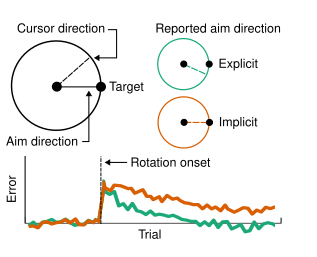 Cursor direction
Target
Aim direction
Reported aim direction
Explicit
Implicit
Rotation onset
Error
Trial